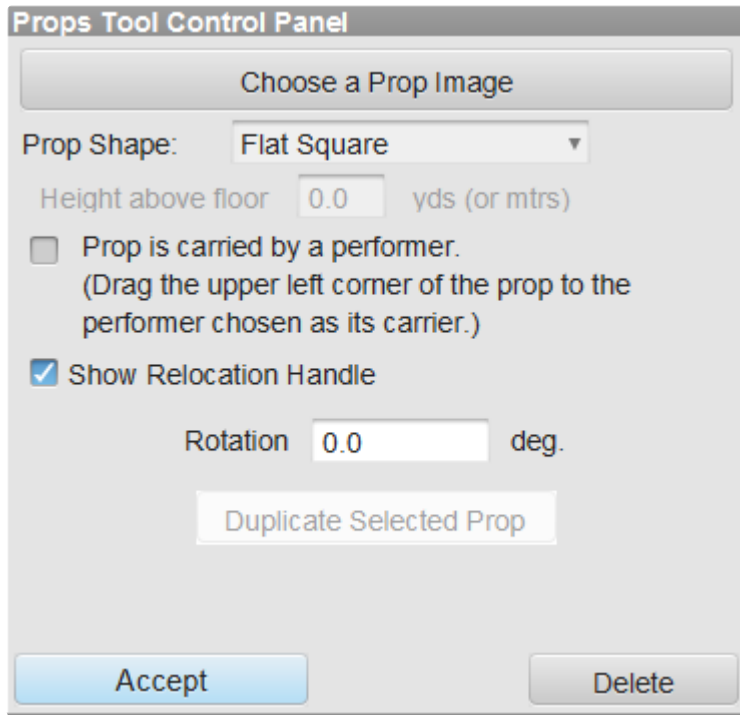 Props Tool Control Panel
Choose a Prop Image
Prop Shape: Flat Square
Height above floor 0.0 yds (or mtrs)
Prop is carried by a performer.
(Drag the upper left corner of the prop to the
performer chosen as its carrier.)
Show Relocation Handle
Rotation 0.0 deg.
Duplicate Selected Prop
Accept Delete